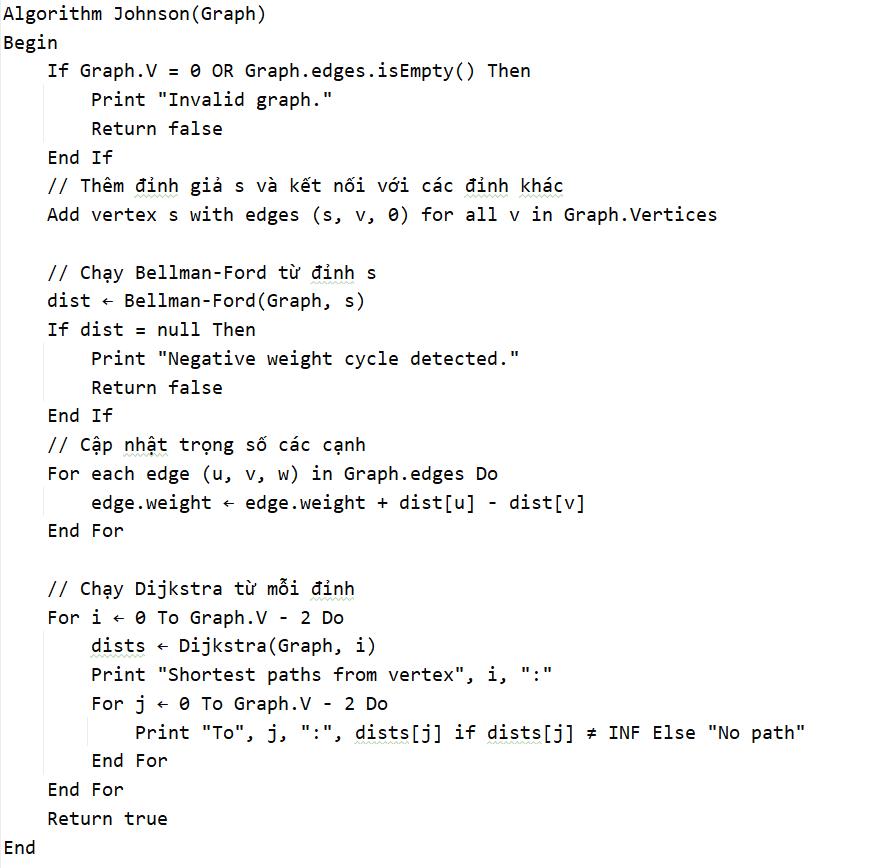 Algorithm Johnson(Graph)
Begin
    If Graph.V = 0 OR Graph.edges.isEmpty() Then
        Print "Invalid graph."
        Return false
    End If
    // Thêm đỉnh giả s và kết nối với các đỉnh khác
    Add vertex s with edges (s, v, 0) for all v in Graph.Vertices
    // Chạy Bellman-Ford từ đỉnh s
    dist ← Bellman-Ford(Graph, s)
    If dist = null Then
        Print "Negative weight cycle detected."
        Return false
    End If
    // Cập nhật trọng số các cạnh
    For each edge (u, v, w) in Graph.edges Do
        edge.weight ← edge.weight + dist[u] - dist[v]
    End For
    // Chạy Dijkstra từ mỗi đỉnh
    For i ← 0 To Graph.V - 2 Do
        dists ← Dijkstra(Graph, i)
        Print "Shortest paths from vertex", i, ":"
        For j ← 0 To Graph.V - 2 Do
            Print "To", j, ":", dists[j] if dists[j] ≠ INF Else "No path"
        End For
    End For
    Return true
End